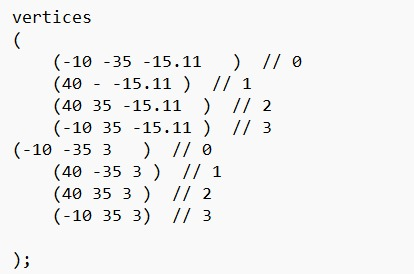 vertices
(
    (-10 -35 -15.11   )  // 0
    (40 - -15.11 )  // 1
    (40 35 -15.11  )  // 2
    (-10 35 -15.11 )  // 3
(-10 -35 3   )  // 0
    (40 -35 3 )  // 1
    (40 35 3 )  // 2
    (-10 35 3)  // 3

);